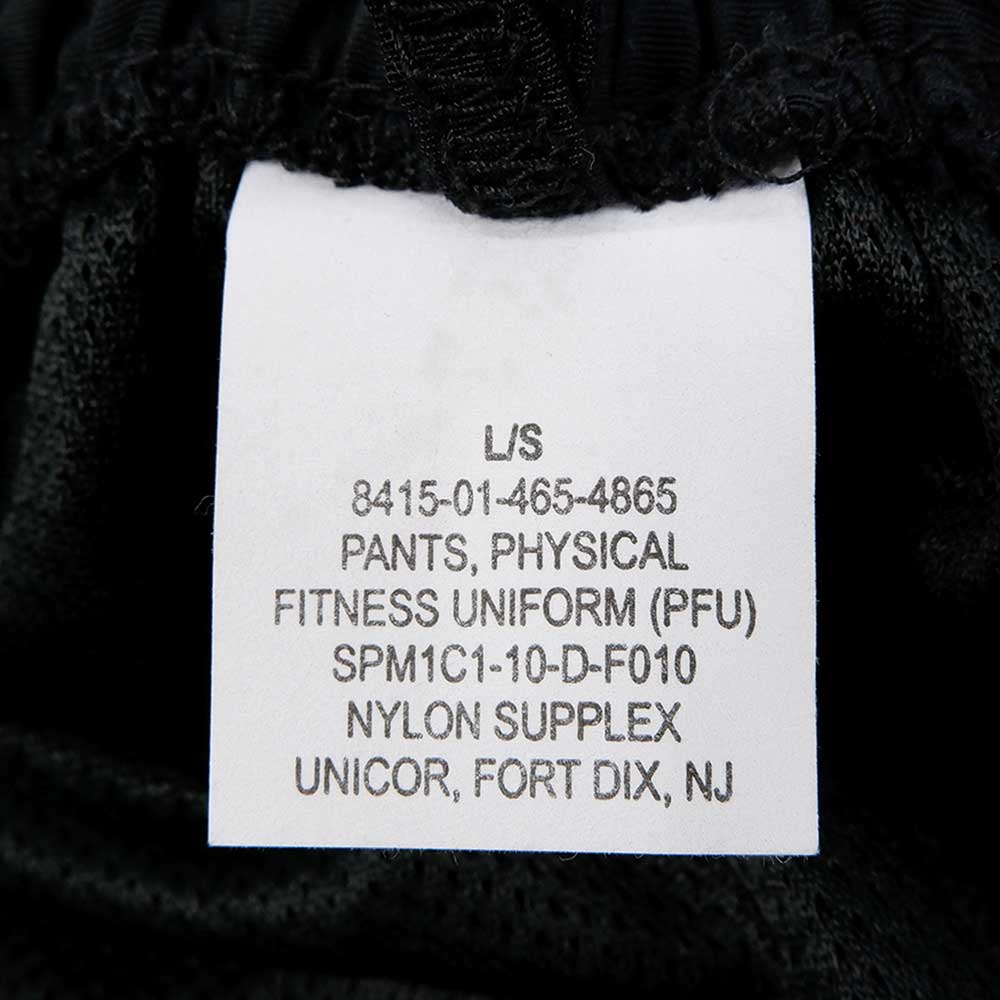 L/S
8415-01-465-4865
PANTS, PHYSICAL
FITNESS UNIFORM (PFU)
SPM1C1-10-D-F010
NYLON SUPPLEX
UNICOR, FORT DIX, NJ